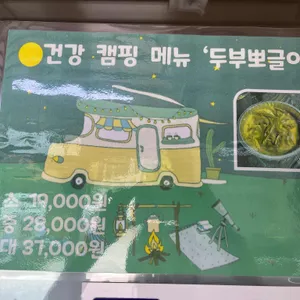 건강 캠핑 메뉴 '두부뽀글이
소 19,000원
중 28,000원
대 37,000원